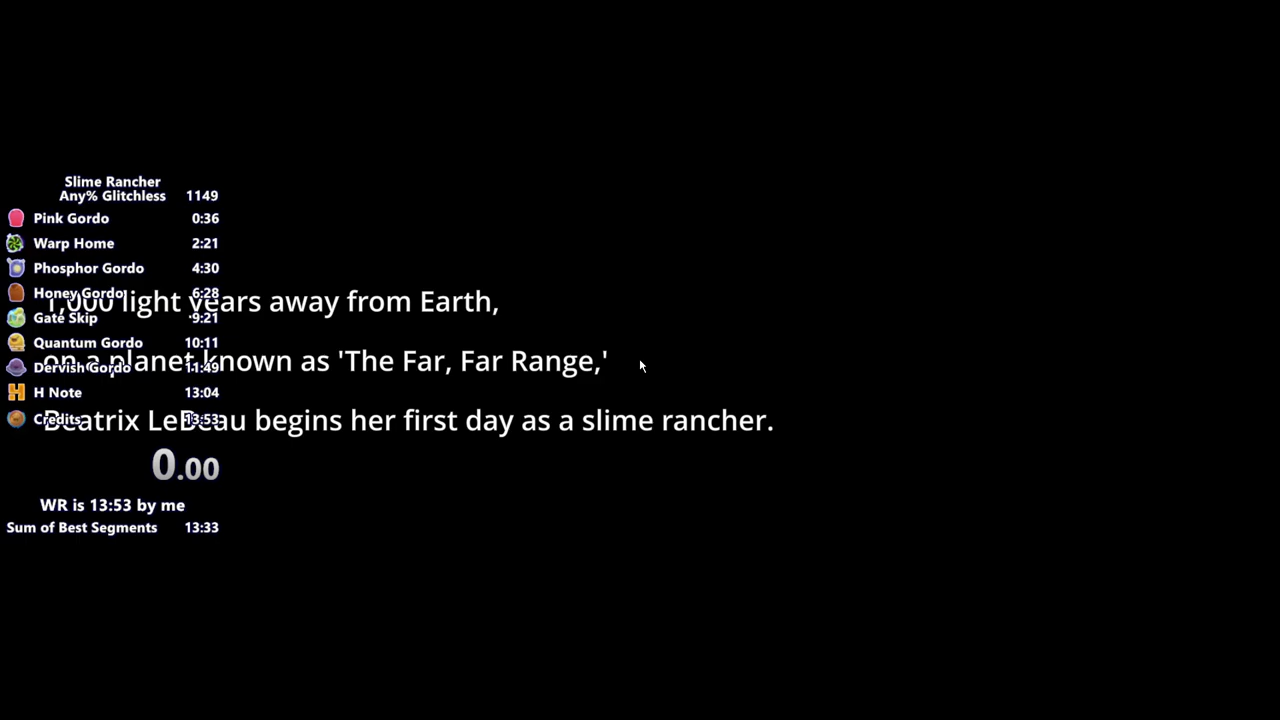 Slime Rancher
Any% Glitchless 1149
Pink Gordo 0:36
Warp Home 2:21
Phosphor Gordo 4:30
Honey Gordo 6:28
1,000 light years away from Earth,
Gate Skip 9:21
Quantum Gordo 10:11
on a planet known as 'The Far, Far Range,'
Dervish Gordo 11:49
H Note 13:04
Credits 13:53
Beatrix LeBeau begins her first day as a slime rancher.
0.00
WR is 13:53 by me
Sum of Best Segments 13:33